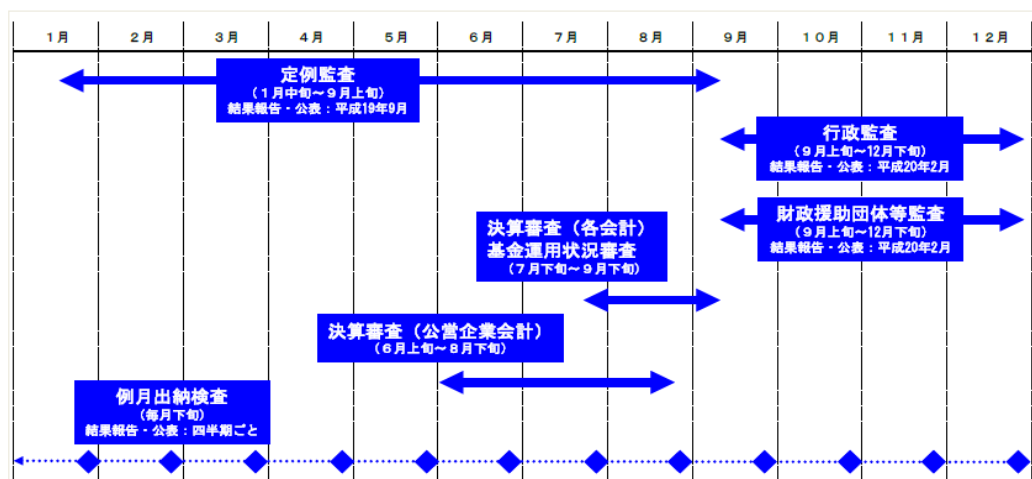 1月 2月 3月 4月 5月 6月 7月 8月 9月 10月 11月 12月
定例監査
(1月中旬~9月上旬)
結果報告・公表:平成19年9月
行政監査
(9月上旬~12月下旬)
結果報告・公表:平成20年2月
財政援助団体等監査
(9月上旬~12月下旬)
結果報告・公表:平成20年2月
決算審査(各会計)
基金運用状況審査
(7月下旬~9月下旬)
決算審査(公営企業会計)
(6月上旬~8月下旬)
例月出納検査
(毎月下旬)
結果報告・公表:四半期ごと